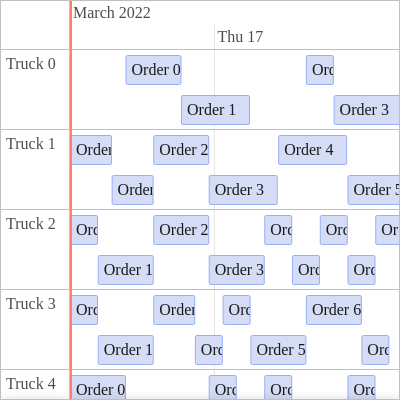 March 2022
Thu 17
Truck 0
Order 0 Orc
Order 1 Order 3
Truck 1
Order Order 2 Order 4
Order Order 3 Order 5
Truck 2
Orc Order 2 Orc Orc Or
Order 1 Order 3 Orc Orc
Truck 3
Orc Order Orc Order 6
Order 1 Orc Order 5 Orc
Truck 4
Order 0 Orc Orc Orc